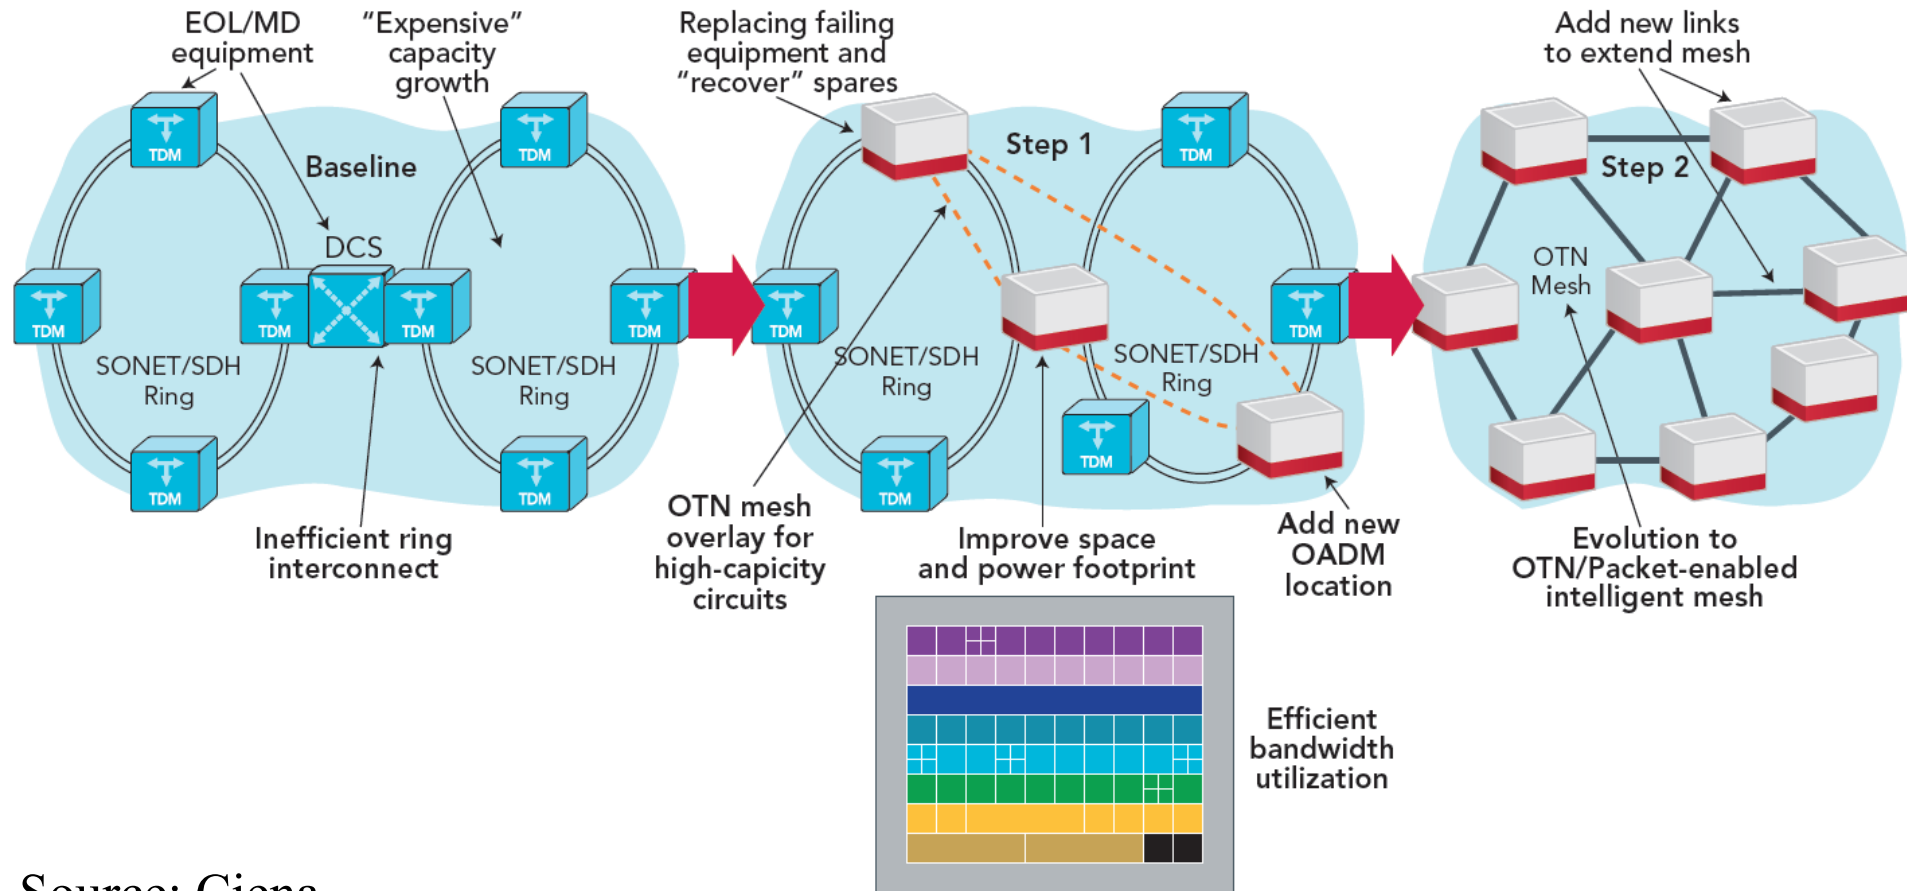 EOL/MD
equipment
“Expensive”
capacity
growth
Baseline
TDM
TDM
DCS
TDM
TDM
TDM
TDM
SONET/SDH
Ring
SONET/SDH
Ring
TDM
TDM
Inefficient ring
interconnect
Replacing failing
equipment and
“recover” spares
Step 1
TDM
TDM
TDM
SONET/SDH
Ring
SONET/SDH
Ring
TDM
TDM
OTN mesh
overlay for
high-capicity
circuits
Improve space
and power footprint
Add new
OADM
location
Add new links
to extend mesh
Step 2
OTN
Mesh
Evolution to
OTN/Packet-enabled
intelligent mesh
Efficient
bandwidth
utilization
Source: Ciena